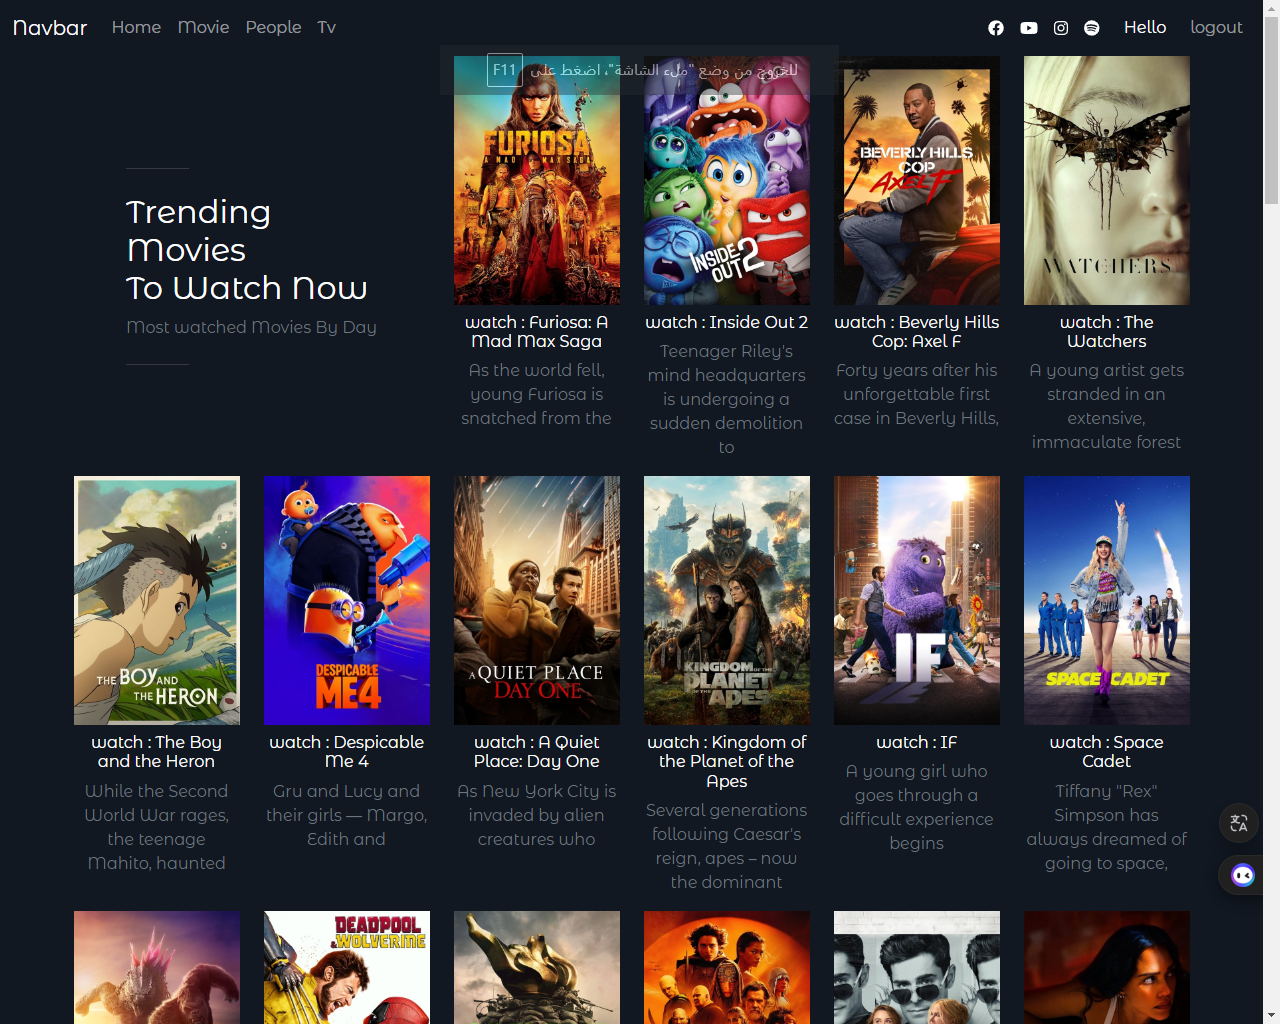 Navbar Home Movie People Tv Hello logout
للخروج من وضع "ملء الشاشة"، اضغط على F11
Trending
Movies
To Watch Now
Most watched Movies By Day
FURIOSA
A MAD MAX SAGA
watch : Furiosa: A
Mad Max Saga
As the world fell,
young Furiosa is
snatched from the
INSIDE
OUT 2
watch : Inside Out 2
Teenager Riley's
mind headquarters
is undergoing a
sudden demolition
to
BEVERLY HILLS
COP
AXEL F
watch : Beverly Hills
Cop: Axel F
Forty years after his
unforgettable first
case in Beverly Hills,
WATCHERS
watch : The
Watchers
A young artist gets
stranded in an
extensive,
immaculate forest
THE BOY AND
THE HERON
watch : The Boy
and the Heron
While the Second
World War rages,
the teenage
Mahito, haunted
DESPICABLE
ME 4
watch : Despicable
Me 4
Gru and Lucy and
their girls — Margo,
Edith and
A QUIET PLACE
DAY ONE
watch : A Quiet
Place: Day One
As New York City is
invaded by alien
creatures who
KINGDOM OF THE
PLANET
OF THE
APES
watch : Kingdom of
the Planet of the
Apes
Several generations
following Caesar's
reign, apes – now
the dominant
IF
watch : IF
A young girl who
goes through a
difficult experience
begins
SPACE CADET
watch : Space
Cadet
Tiffany "Rex"
Simpson has
always dreamed of
going to space,
DEADPOOL
& WOLVERINE